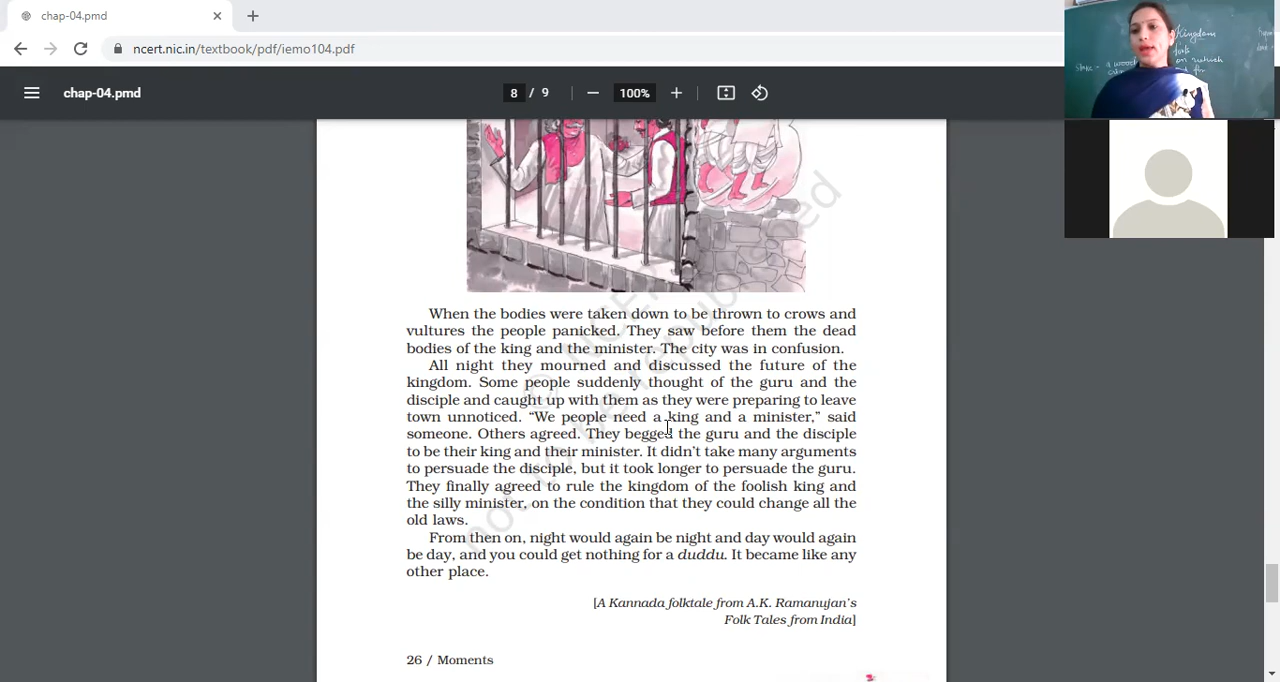 chap-04.pmd
ncert.nic.in/textbook/pdf/iemo104.pdf
chap-04.pmd
8 / 9
100%
Kingdom
on which
for
When the bodies were taken down to be thrown to crows and
vultures the people panicked. They saw before them the dead
bodies of the king and the minister. The city was in confusion.
All night they mourned and discussed the future of the
kingdom. Some people suddenly thought of the guru and the
disciple and caught up with them as they were preparing to leave
town unnoticed. “We people need a king and a minister,” said
someone. Others agreed. They begged the guru and the disciple
to be their king and their minister. It didn't take many arguments
to persuade the disciple, but it took longer to persuade the guru.
They finally agreed to rule the kingdom of the foolish king and
the silly minister, on the condition that they could change all the
old laws.
From then on, night would again be night and day would again
be day, and you could get nothing for a duddu. It became like any
other place.
[A Kannada folktale from A.K. Ramanujan's
Folk Tales from India]
26 / Moments
not to be republished